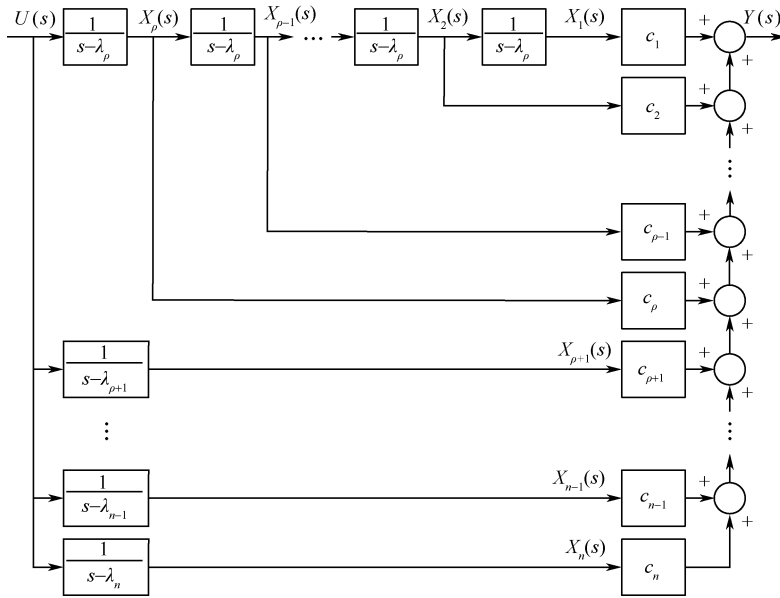 U(s) 1/(s−λ_ρ) X_ρ(s) 1/(s−λ_ρ) X_{ρ−1}(s) ... 1/(s−λ_ρ) X_2(s) 1/(s−λ_ρ) X_1(s) c_1 + Y(s)
+
c_2 +
+
⋮
c_{ρ−1} +
+
c_ρ +
+
1/(s−λ_{ρ+1}) X_{ρ+1}(s) c_{ρ+1} +
+
⋮ ⋮
1/(s−λ_{n−1}) X_{n−1}(s) c_{n−1} +
+
1/(s−λ_n) X_n(s) c_n